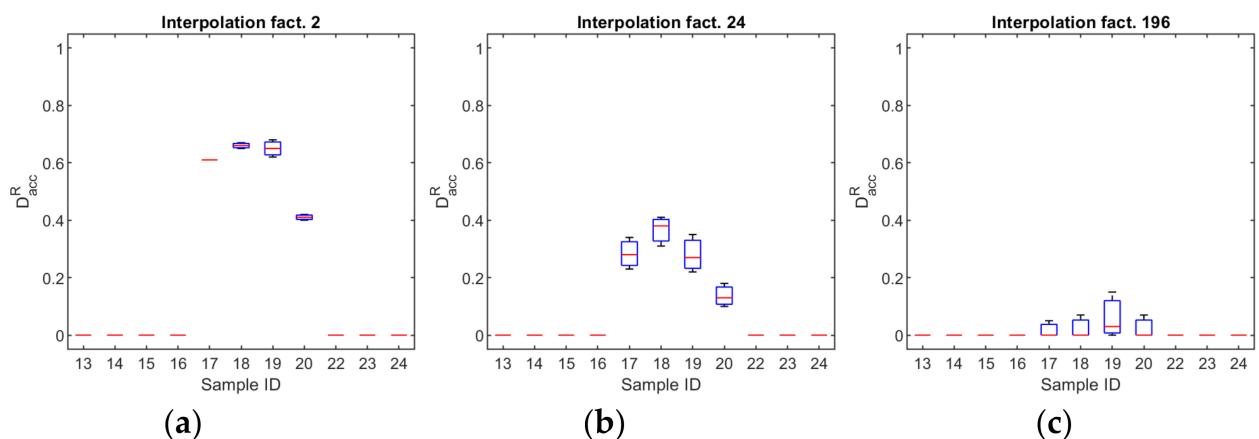 Interpolation fact. 2
1
0.8
0.6
0.4
0.2
0
D^R_acc
13 14 15 16 17 18 19 20 22 23 24
Sample ID
(a)
Interpolation fact. 24
1
0.8
0.6
0.4
0.2
0
D^R_acc
13 14 15 16 17 18 19 20 22 23 24
Sample ID
(b)
Interpolation fact. 196
1
0.8
0.6
0.4
0.2
0
D^R_acc
13 14 15 16 17 18 19 20 22 23 24
Sample ID
(c)